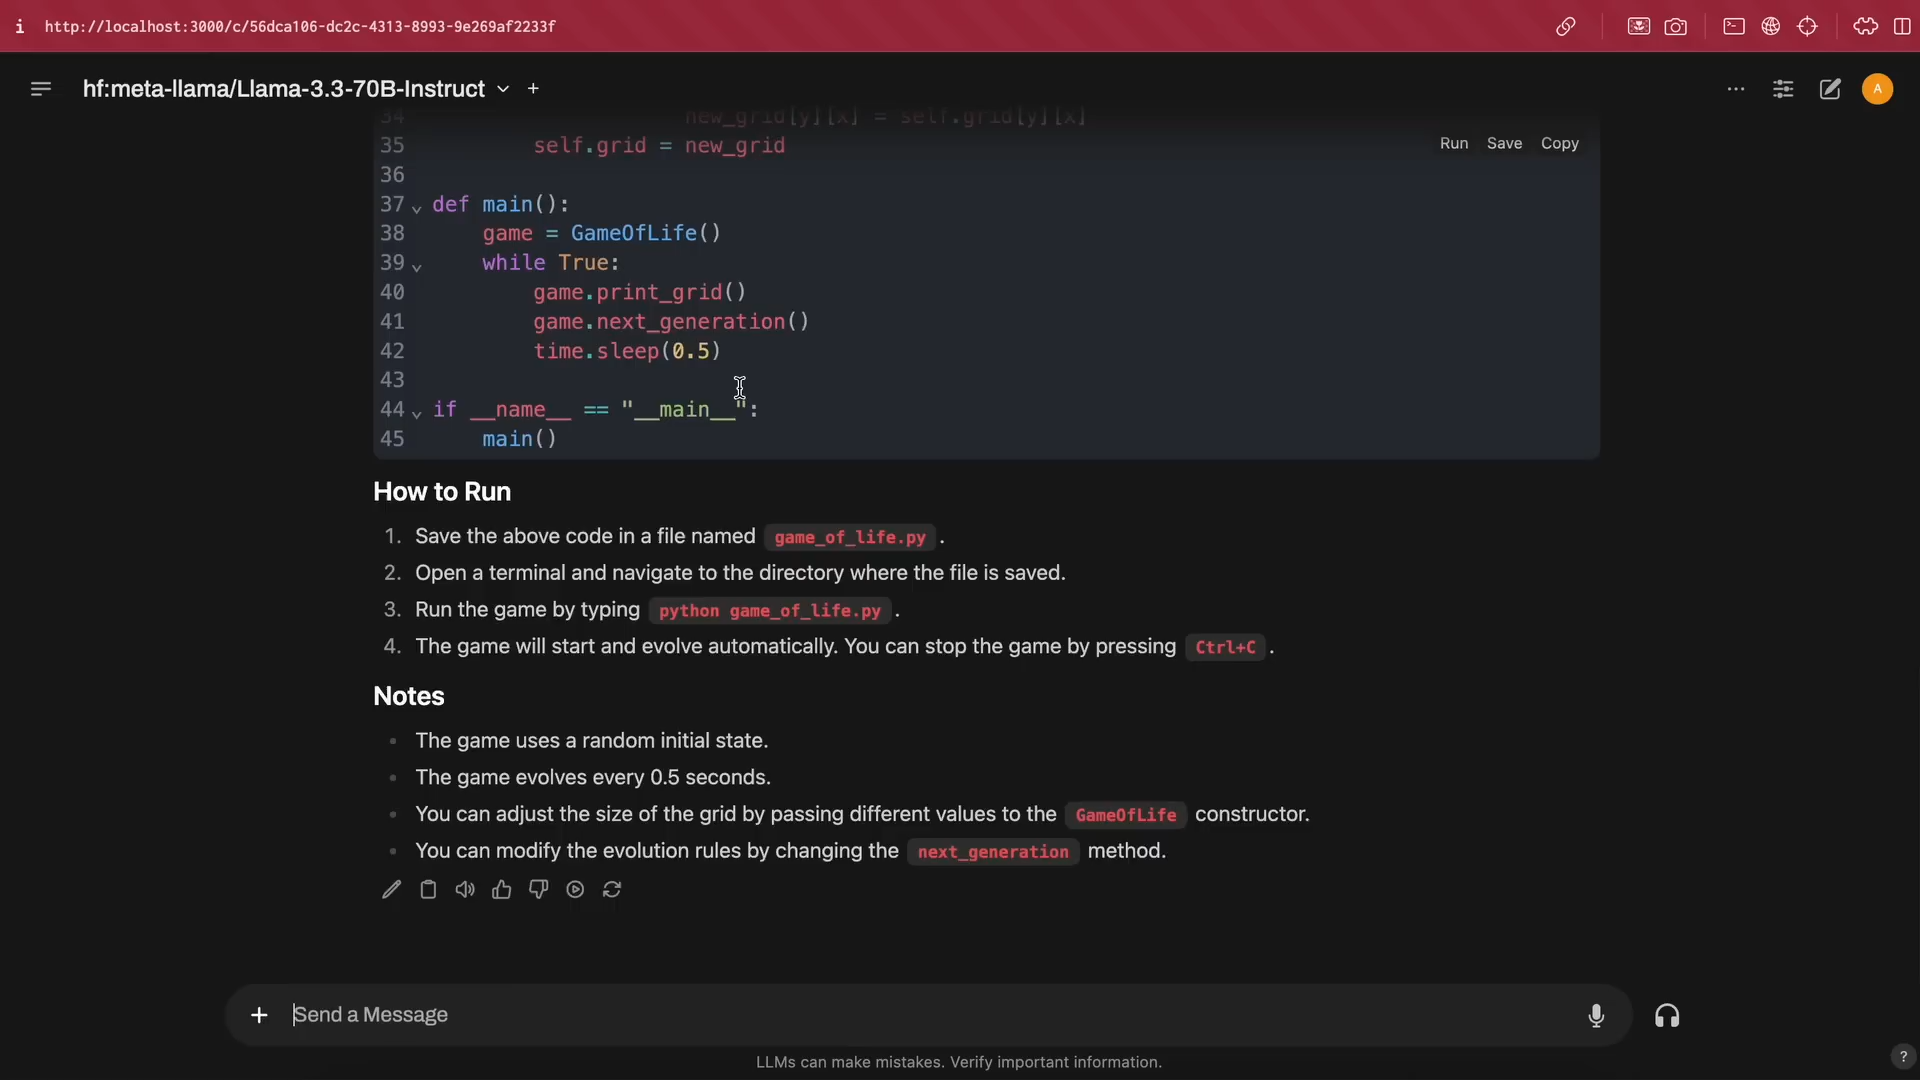 http://localhost:3000/c/56dca106-dc2c-4313-8993-9e269af2233f
hf:meta-llama/Llama-3.3-70B-Instruct
A
34 new_grid[y][x] = self.grid[y][x]
35 self.grid = new_grid
Run Save Copy
36
37 def main():
38 game = GameOfLife()
39 while True:
40 game.print_grid()
41 game.next_generation()
42 time.sleep(0.5)
43
44 if __name__ == "__main__":
45 main()
How to Run
1. Save the above code in a file named game_of_life.py .
2. Open a terminal and navigate to the directory where the file is saved.
3. Run the game by typing python game_of_life.py .
4. The game will start and evolve automatically. You can stop the game by pressing Ctrl+C .
Notes
• The game uses a random initial state.
• The game evolves every 0.5 seconds.
• You can adjust the size of the grid by passing different values to the GameOfLife constructor.
• You can modify the evolution rules by changing the next_generation method.
Send a Message
LLMs can make mistakes. Verify important information.
?